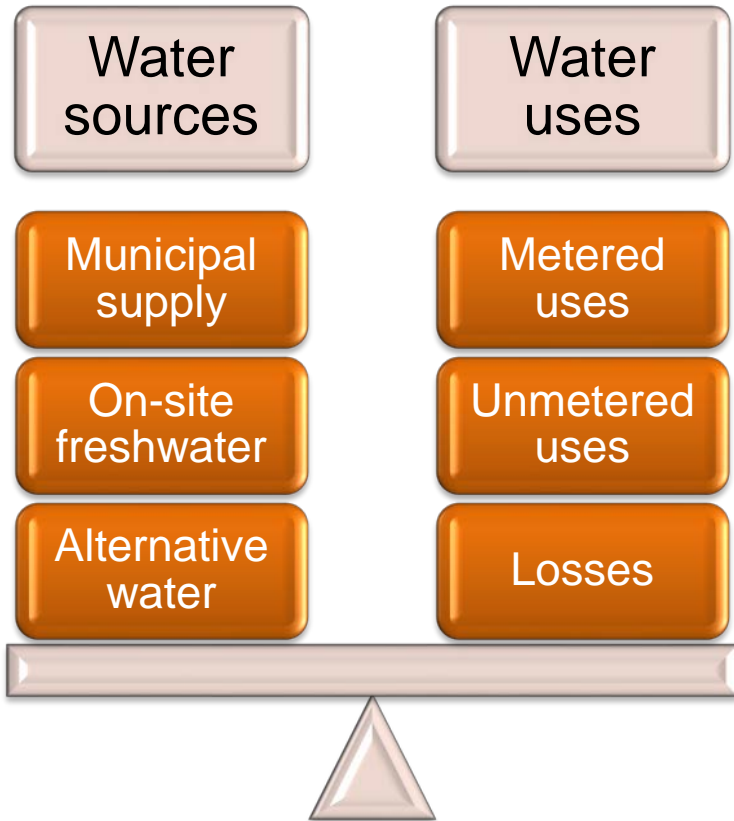 Water
sources
Water
uses
Municipal
supply
On-site
freshwater
Alternative
water
Metered
uses
Unmetered
uses
Losses